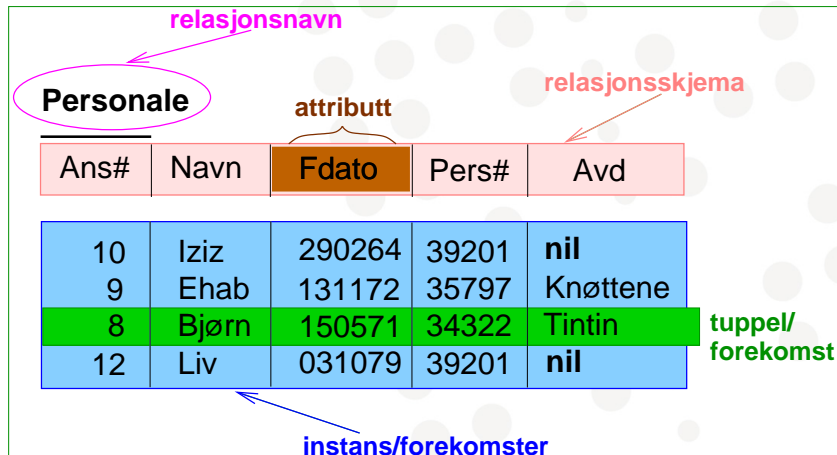 relasjonsnavn
Personale
relasjonsskjema
attributt
Ans# Navn Fdato Pers# Avd
10 Iziz 290264 39201 nil
9 Ehab 131172 35797 Knøttene
8 Bjørn 150571 34322 Tintin
tuppel/
forekomst
12 Liv 031079 39201 nil
instans/forekomster